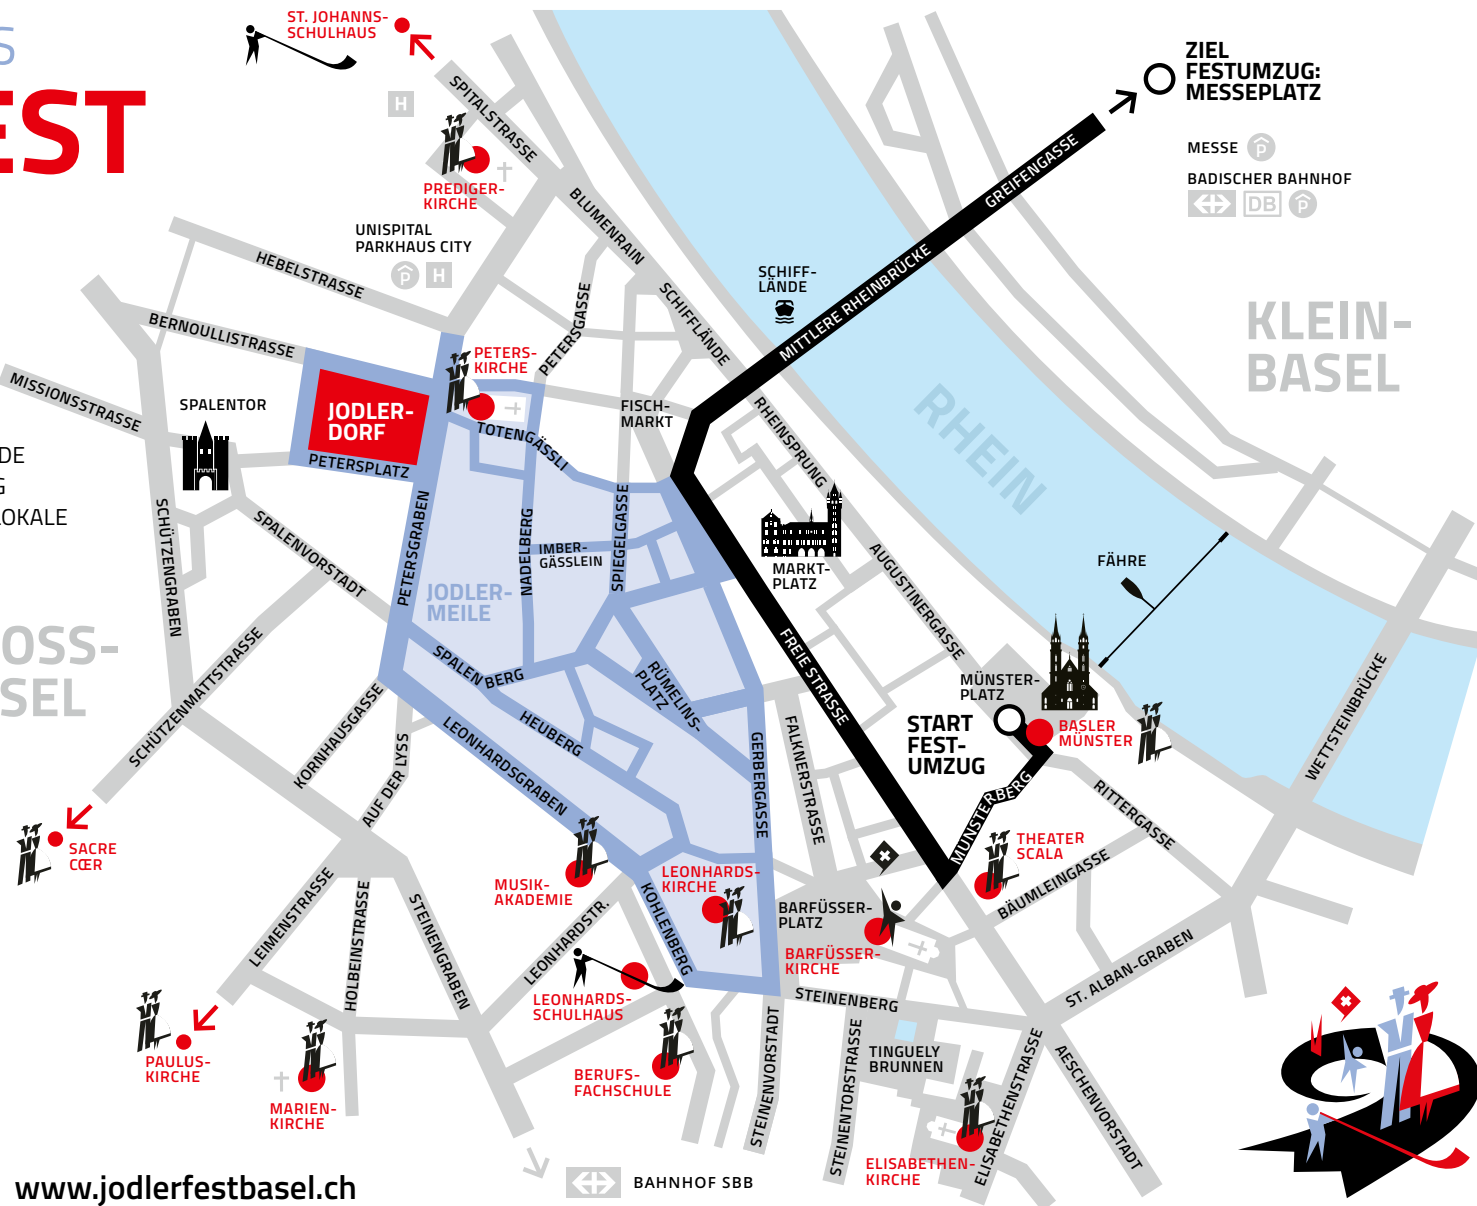 S
EST
ST. JOHANNS-
SCHULHAUS
SPITALSTRASSE
H
PREDIGER-
KIRCHE
UNISPITAL
PARKHAUS CITY
P H
BLUMENRAIN
HEBELSTRASSE
BERNOULLISTRASSE
MISSIONSSTRASSE
SPALENTOR
JODLER-
DORF
PETERSPLATZ
PETERS-
KIRCHE
PETERSGASSE
TOTENGÄSSLI
SCHIFFLÄNDE
SCHIFF-
LÄNDE
FISCH-
MARKT
MITTLERE RHEINBRÜCKE
GREIFENGASSE
ZIEL
FESTUMZUG:
MESSEPLATZ
MESSE P
BADISCHER BAHNHOF
DB P
KLEIN-
BASEL
RHEIN
RHEINSPRUNG
DE
G
OKALE
SCHÜTZENGRABEN
SPALENVORSTADT
PETERSGRABEN
NADELBERG
IMBER-
GÄSSLEIN
SPIEGELGASSE
JODLER-
MEILE
MARKT-
PLATZ
AUGUSTINERGASSE
FÄHRE
OSS-
SEL
SCHÜTZENMATTSTRASSE
SPALENBERG
RÜMELINS-
PLATZ
HEUBERG
FREIE STRASSE
MÜNSTER-
PLATZ
START
FEST-
UMZUG
BASLER
MÜNSTER
WETTSTEINBRÜCKE
KORNHAUSGASSE
AUF DER LYSS
LEONHARDSGRABEN
GERBERGASSE
FALKNERSTRASSE
MÜNSTERBERG
RITTERGASSE
SACRE
CŒR
THEATER
SCALA
BÄUMLEINGASSE
MUSIK-
AKADEMIE
LEONHARDS-
KIRCHE
KOHLENBERG
BARFÜSSER-
PLATZ
BARFÜSSER-
KIRCHE
LEIMENSTRASSE
HOLBEINSTRASSE
STEINENGRABEN
LEONHARDSTR.
LEONHARDS-
SCHULHAUS
STEINENBERG
ST. ALBAN-GRABEN
PAULUS-
KIRCHE
MARIEN-
KIRCHE
BERUFS-
FACHSCHULE
STEINENVORSTADT
STEINENTORSTRASSE
TINGUELY
BRUNNEN
ELISABETHENSTRASSE
AESCHENVORSTADT
ELISABETHEN-
KIRCHE
BAHNHOF SBB
www.jodlerfestbasel.ch